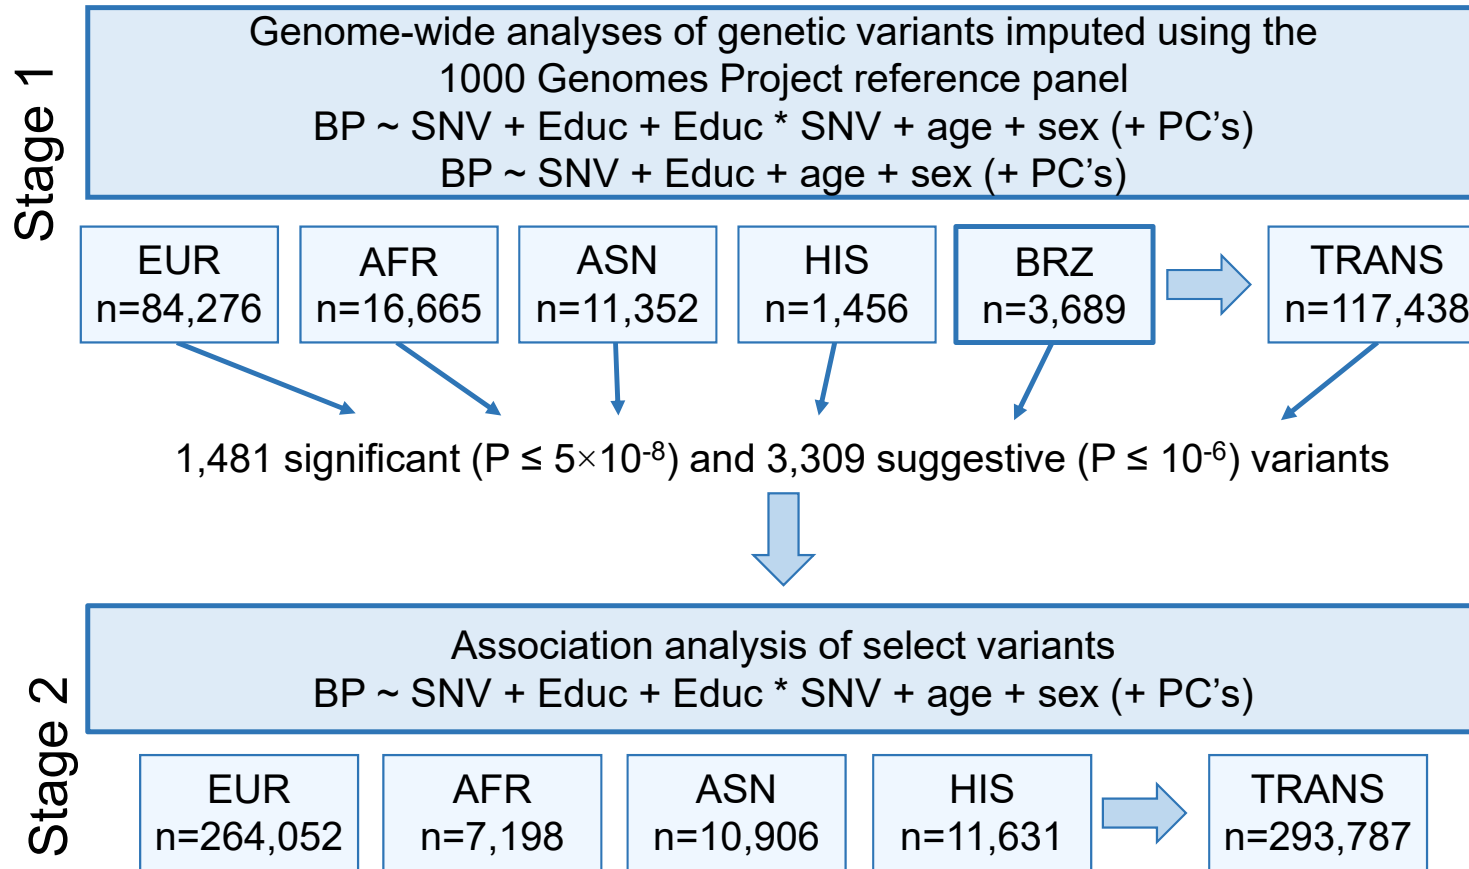 Stage 1
Genome-wide analyses of genetic variants imputed using the
1000 Genomes Project reference panel
BP ~ SNV + Educ + Educ * SNV + age + sex (+ PC’s)
BP ~ SNV + Educ + age + sex (+ PC’s)
EUR
n=84,276
AFR
n=16,665
ASN
n=11,352
HIS
n=1,456
BRZ
n=3,689
TRANS
n=117,438
1,481 significant (P ≤ 5×10⁻⁸) and 3,309 suggestive (P ≤ 10⁻⁶) variants
Stage 2
Association analysis of select variants
BP ~ SNV + Educ + Educ * SNV + age + sex (+ PC’s)
EUR
n=264,052
AFR
n=7,198
ASN
n=10,906
HIS
n=11,631
TRANS
n=293,787